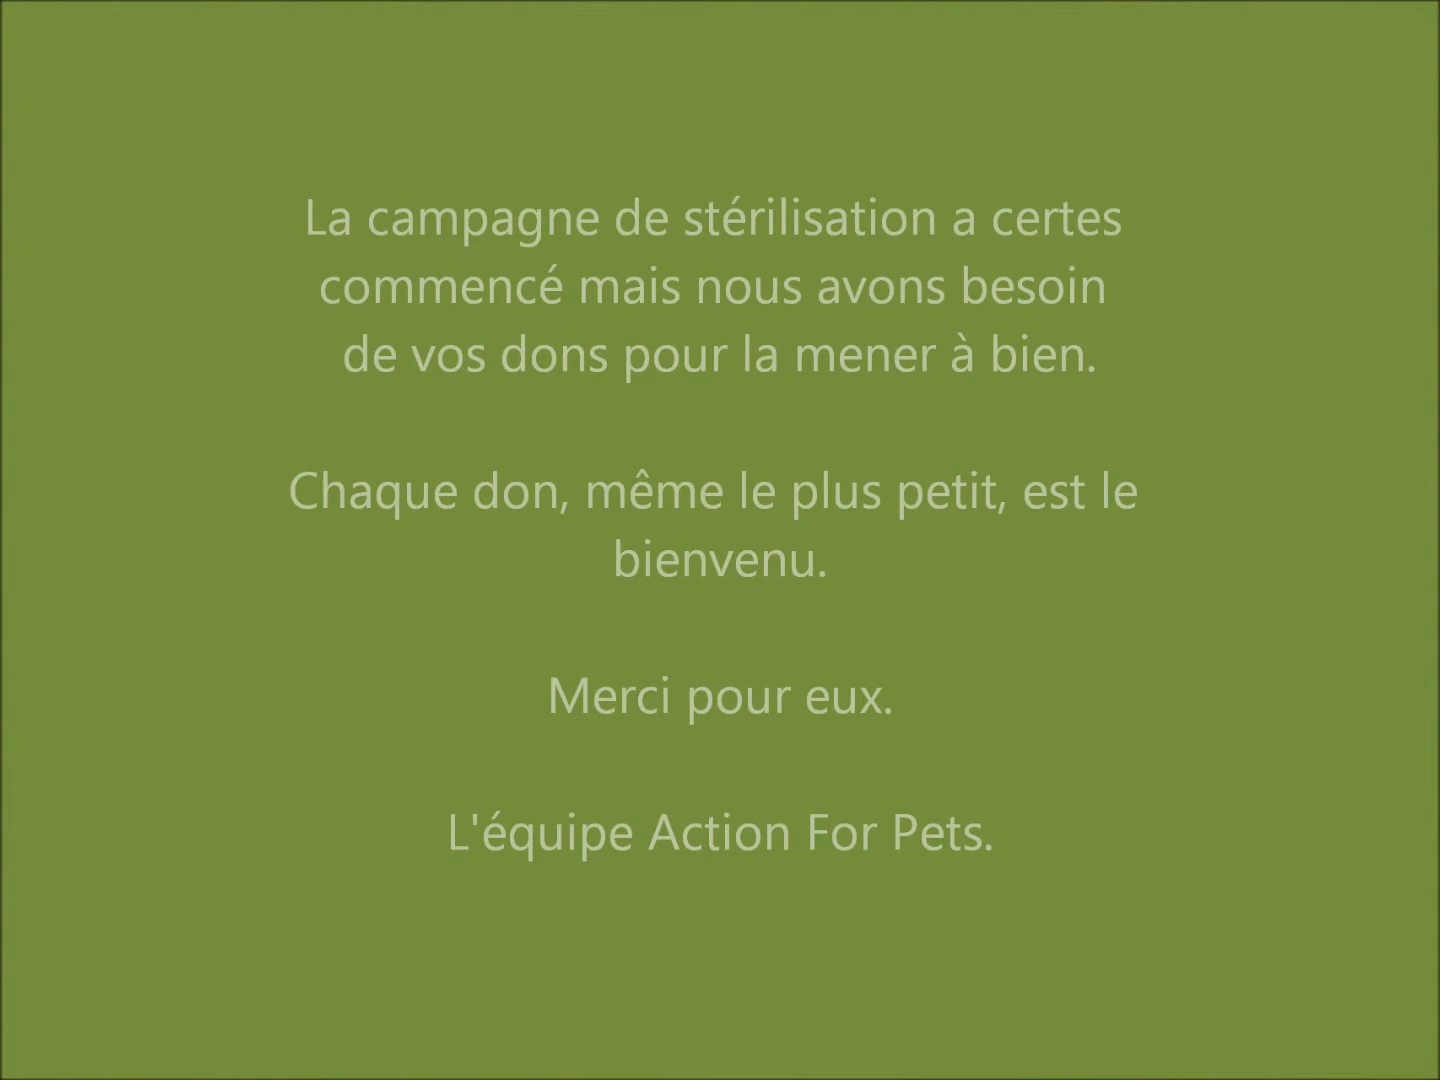 La campagne de stérilisation a certes
commencé mais nous avons besoin
de vos dons pour la mener à bien.
Chaque don, même le plus petit, est le
bienvenu.
Merci pour eux.
L'équipe Action For Pets.